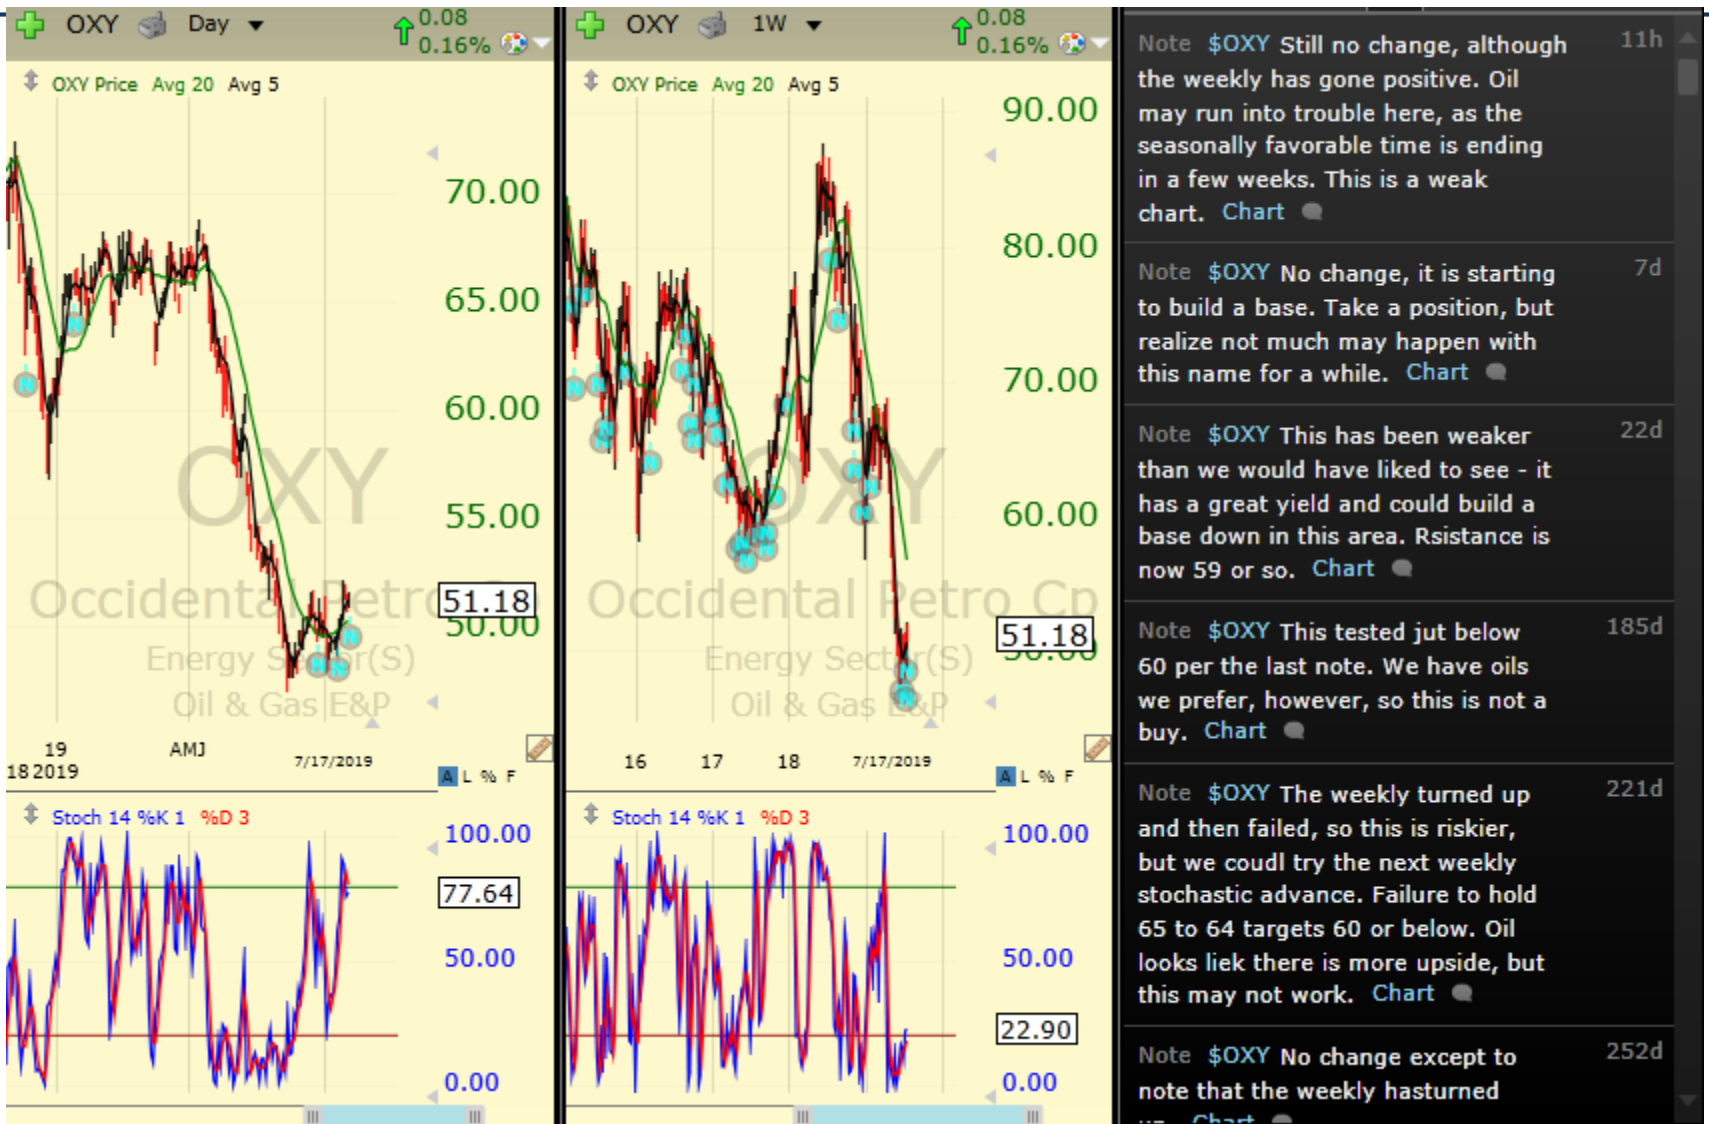 OXY Day 0.08
0.16%
OXY Price Avg 20 Avg 5
70.00
65.00
60.00
55.00
50.00
51.18
OXY
Occidental Petro
Energy Sector(S)
Oil & Gas E&P
19 AMJ 7/17/2019
18 2019
A L % F
Stoch 14 %K 1 %D 3
100.00
77.64
50.00
0.00
OXY 1W 0.08
0.16%
OXY Price Avg 20 Avg 5
90.00
80.00
70.00
60.00
51.18
50.00
OXY
Occidental Petro Cp
Energy Sector(S)
Oil & Gas E&P
16 17 18 7/17/2019
A L % F
Stoch 14 %K 1 %D 3
100.00
50.00
22.90
0.00
Note $OXY Still no change, although 11h
the weekly has gone positive. Oil
may run into trouble here, as the
seasonally favorable time is ending
in a few weeks. This is a weak
chart. Chart
Note $OXY No change, it is starting 7d
to build a base. Take a position, but
realize not much may happen with
this name for a while. Chart
Note $OXY This has been weaker 22d
than we would have liked to see - it
has a great yield and could build a
base down in this area. Rsistance is
now 59 or so. Chart
Note $OXY This tested jut below 185d
60 per the last note. We have oils
we prefer, however, so this is not a
buy. Chart
Note $OXY The weekly turned up 221d
and then failed, so this is riskier,
but we coudl try the next weekly
stochastic advance. Failure to hold
65 to 64 targets 60 or below. Oil
looks liek there is more upside, but
this may not work. Chart
Note $OXY No change except to 252d
note that the weekly hasturned
Chart